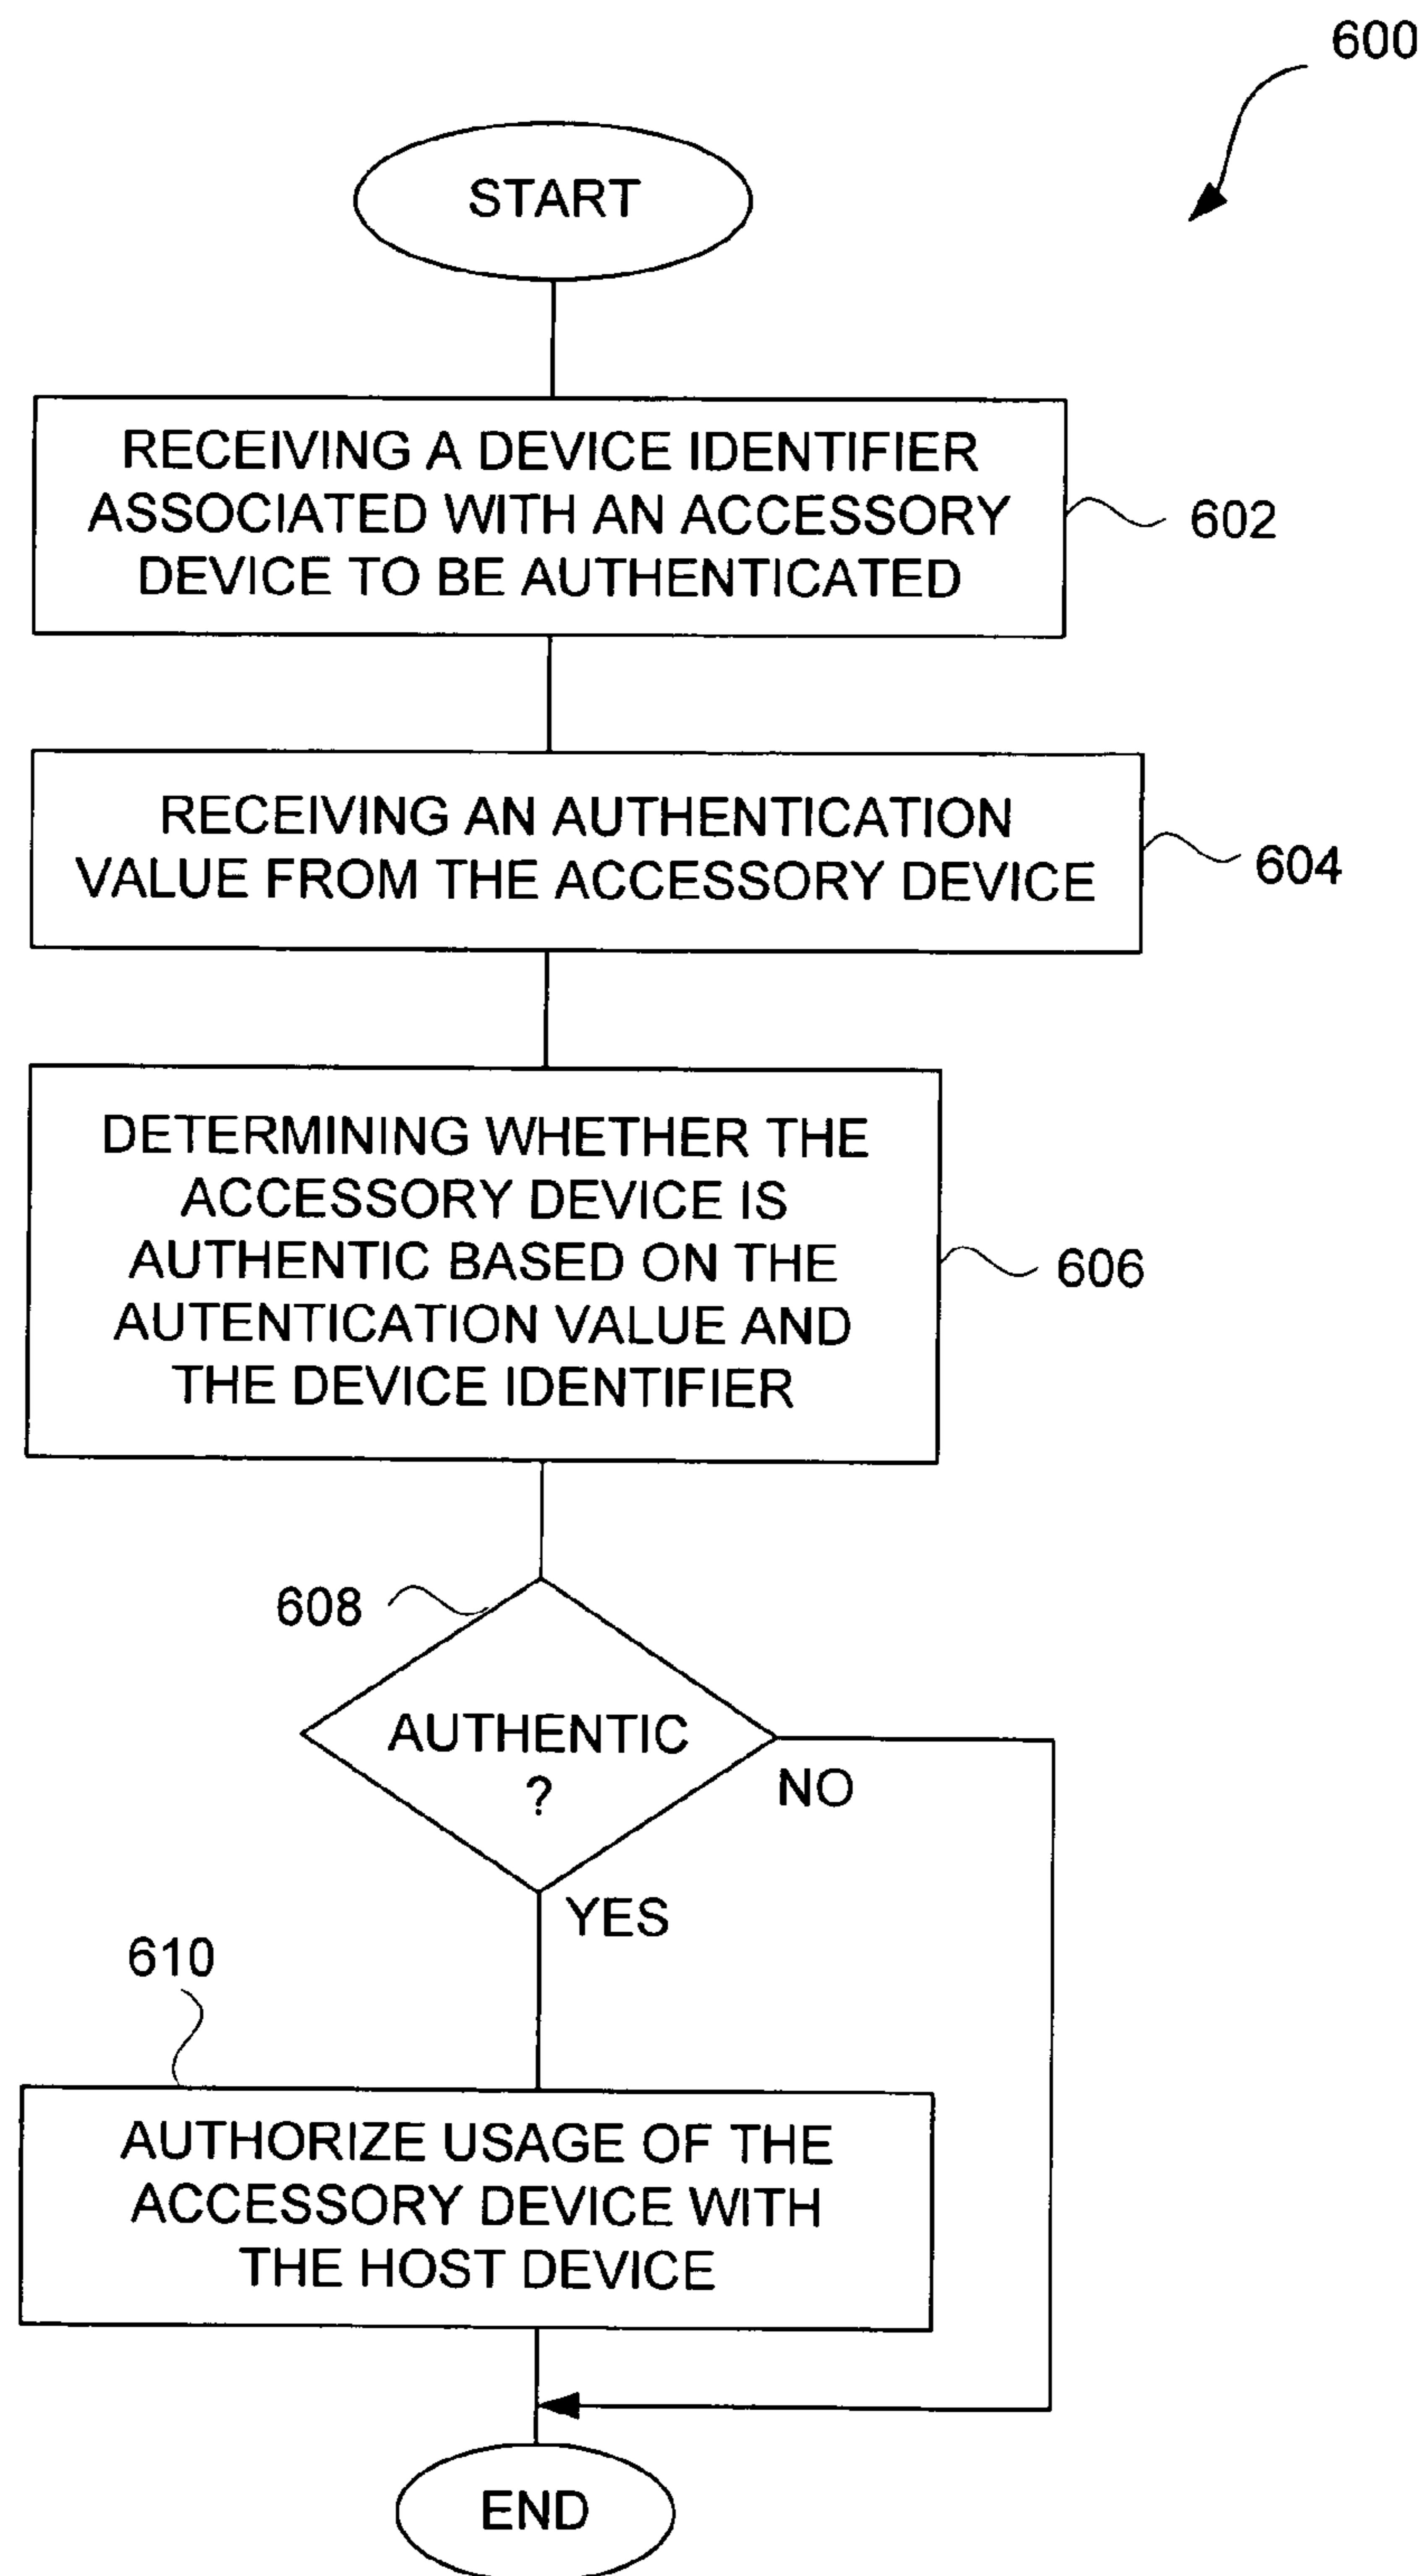 600
START
RECEIVING A DEVICE IDENTIFIER
ASSOCIATED WITH AN ACCESSORY
DEVICE TO BE AUTHENTICATED
602
RECEIVING AN AUTHENTICATION
VALUE FROM THE ACCESSORY DEVICE
604
DETERMINING WHETHER THE
ACCESSORY DEVICE IS
AUTHENTIC BASED ON THE
AUTENTICATION VALUE AND
THE DEVICE IDENTIFIER
606
608
AUTHENTIC
?
NO
YES
610
AUTHORIZE USAGE OF THE
ACCESSORY DEVICE WITH
THE HOST DEVICE
END